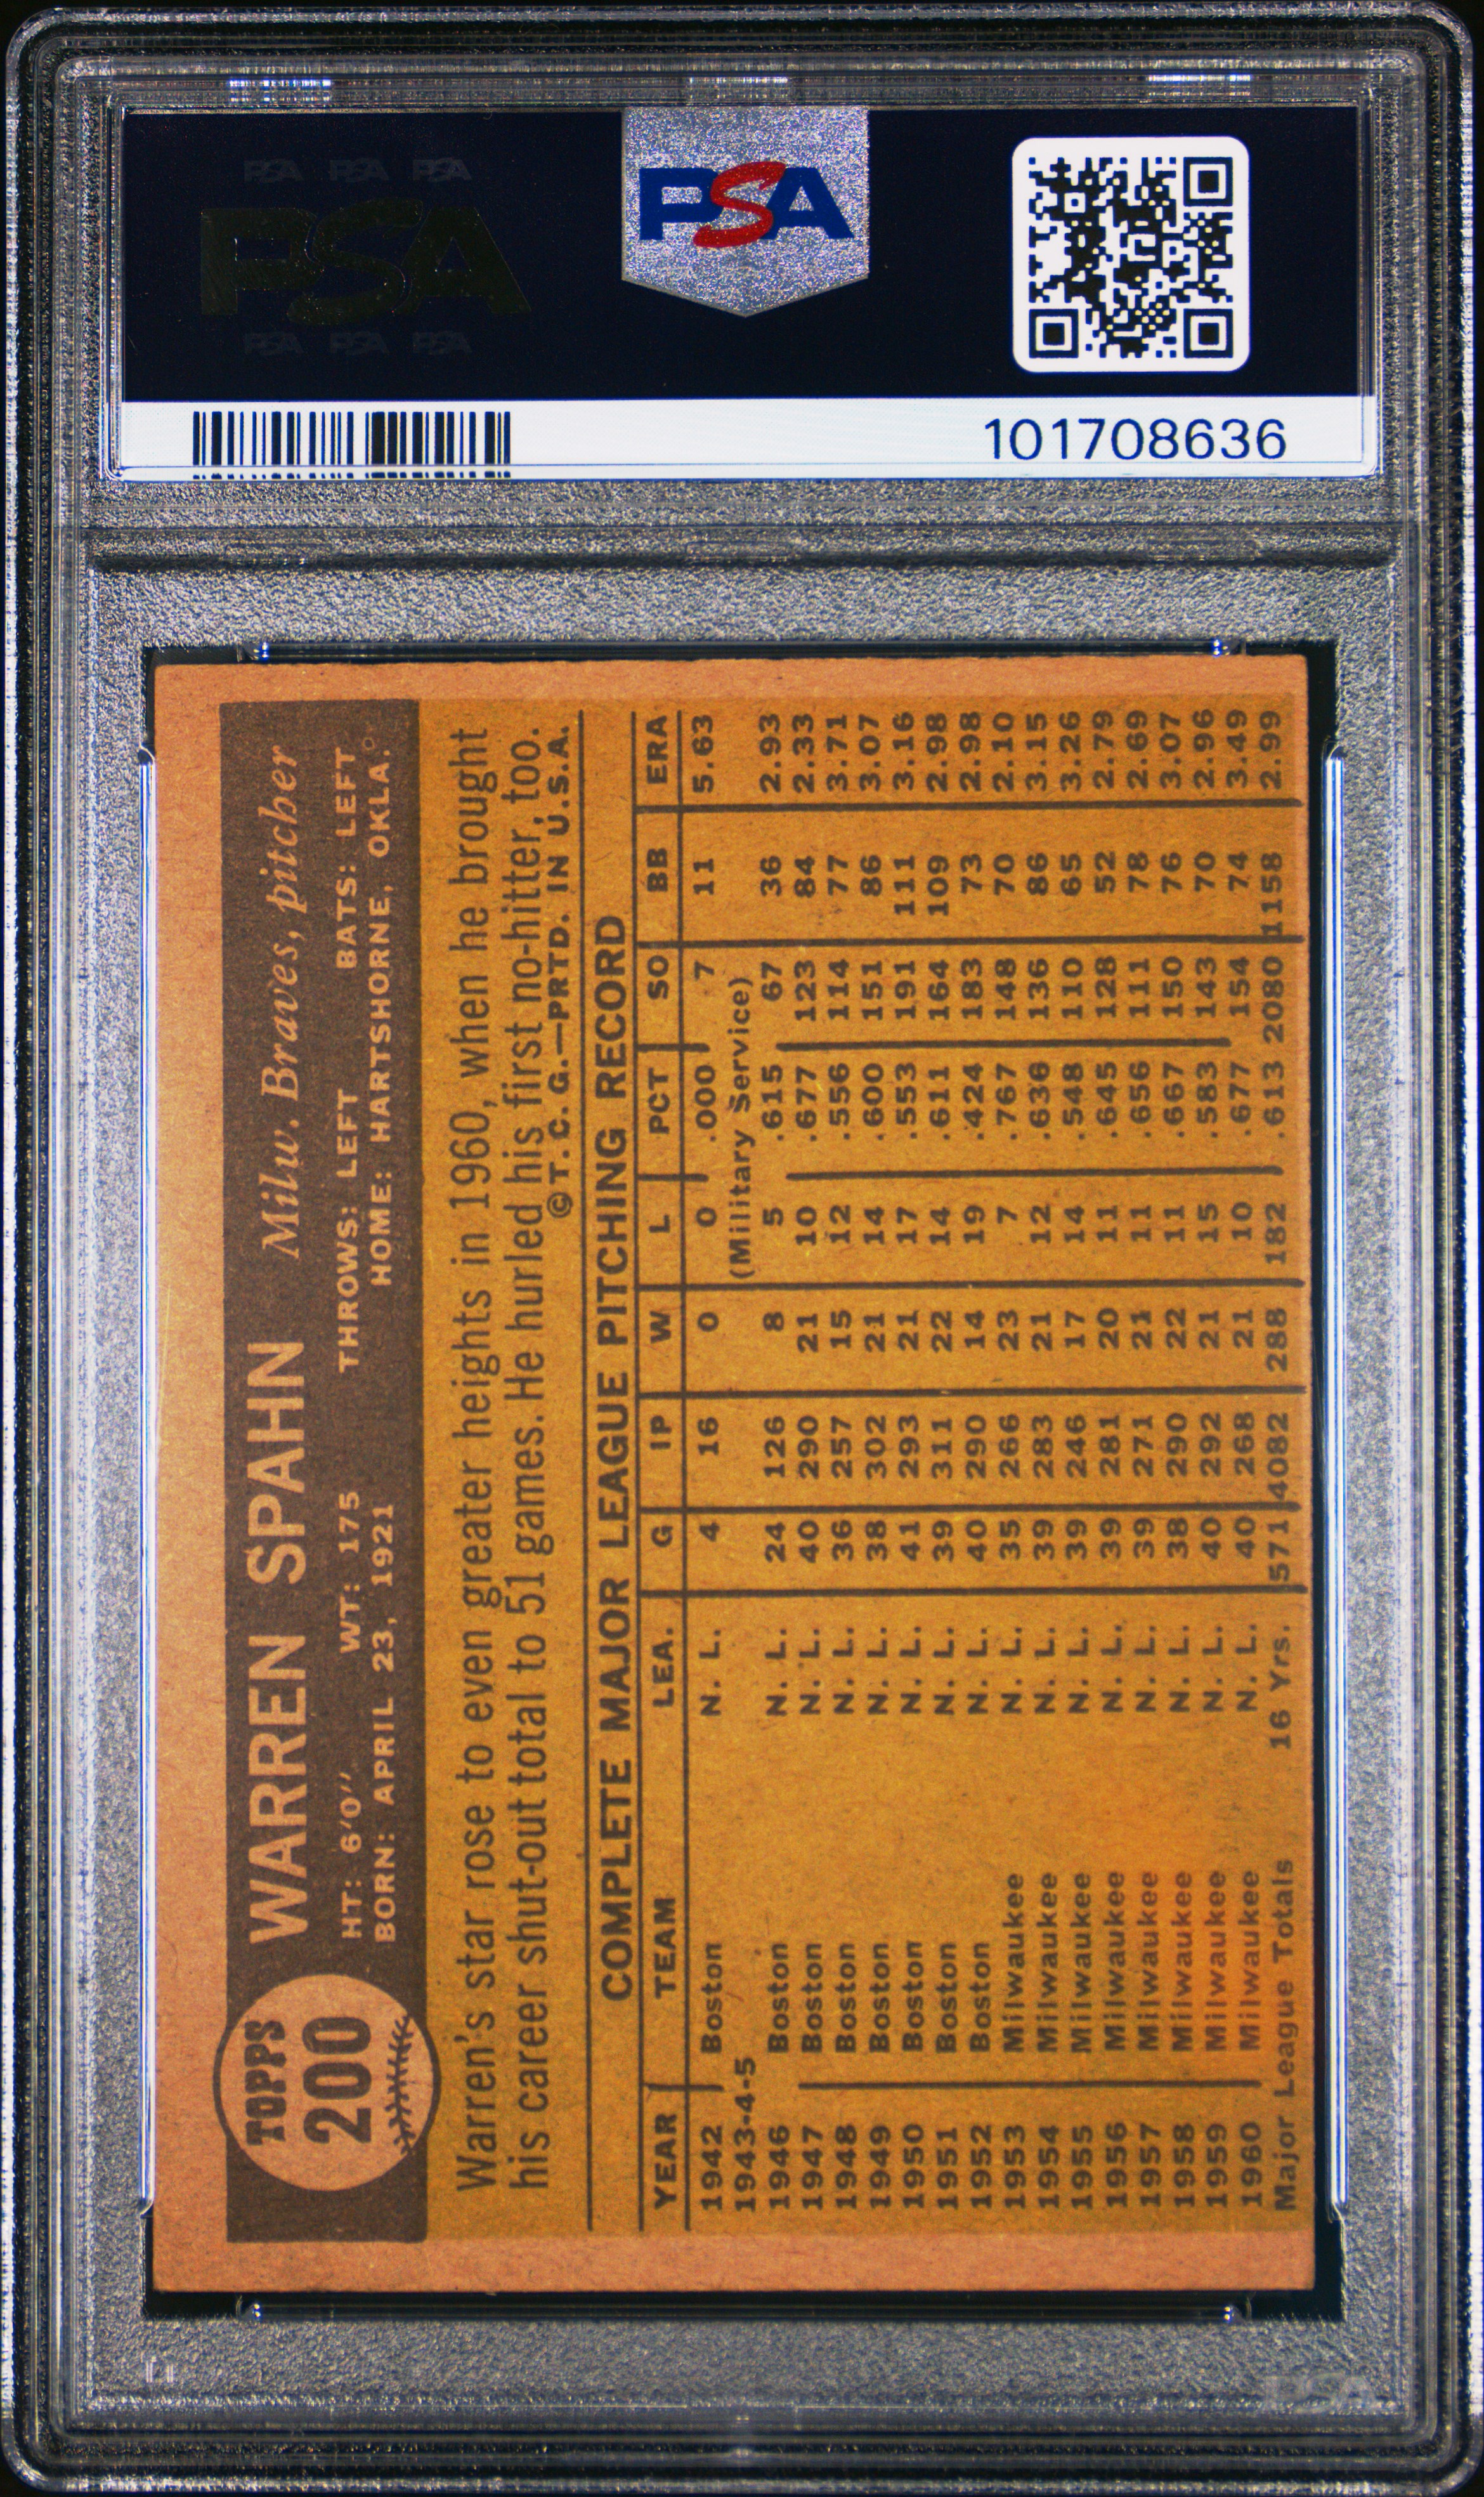 PSA PSA PSA
PSA
PSA PSA PSA
PSA
101708636
TOPPS
200
WARREN SPAHN Milw. Braves, pitcher
HT: 6'0" WT: 175 THROWS: LEFT BATS: LEFT
BORN: APRIL 23, 1921 HOME: HARTSHORNE, OKLA.
Warren's star rose to even greater heights in 1960, when he brought
his career shut-out total to 51 games. He hurled his first no-hitter, too.
©T. C. G.—PRTD. IN U.S.A.
COMPLETE MAJOR LEAGUE PITCHING RECORD
YEAR TEAM LEA. G IP W L PCT SO BB ERA
1942 Boston N. L. 4 16 0 0 .000 7 11 5.63
1943-4-5 (Military Service)
1946 Boston N. L. 24 126 8 5 .615 67 36 2.93
1947 Boston N. L. 40 290 21 10 .677 123 84 2.33
1948 Boston N. L. 36 257 15 12 .556 114 77 3.71
1949 Boston N. L. 38 302 21 14 .600 151 86 3.07
1950 Boston N. L. 41 293 21 17 .553 191 111 3.16
1951 Boston N. L. 39 311 22 14 .611 164 109 2.98
1952 Boston N. L. 40 290 14 19 .424 183 73 2.98
1953 Milwaukee N. L. 35 266 23 7 .767 148 70 2.10
1954 Milwaukee N. L. 39 283 21 12 .636 136 86 3.15
1955 Milwaukee N. L. 39 246 17 14 .548 110 65 3.26
1956 Milwaukee N. L. 39 281 20 11 .645 128 52 2.79
1957 Milwaukee N. L. 39 271 21 11 .656 111 78 2.69
1958 Milwaukee N. L. 38 290 22 11 .667 150 76 3.07
1959 Milwaukee N. L. 40 292 21 15 .583 143 70 2.96
1960 Milwaukee N. L. 40 268 21 10 .677 154 74 3.49
Major League Totals 16 Yrs. 571 4082 288 182 .613 2080 1158 2.99
PSA